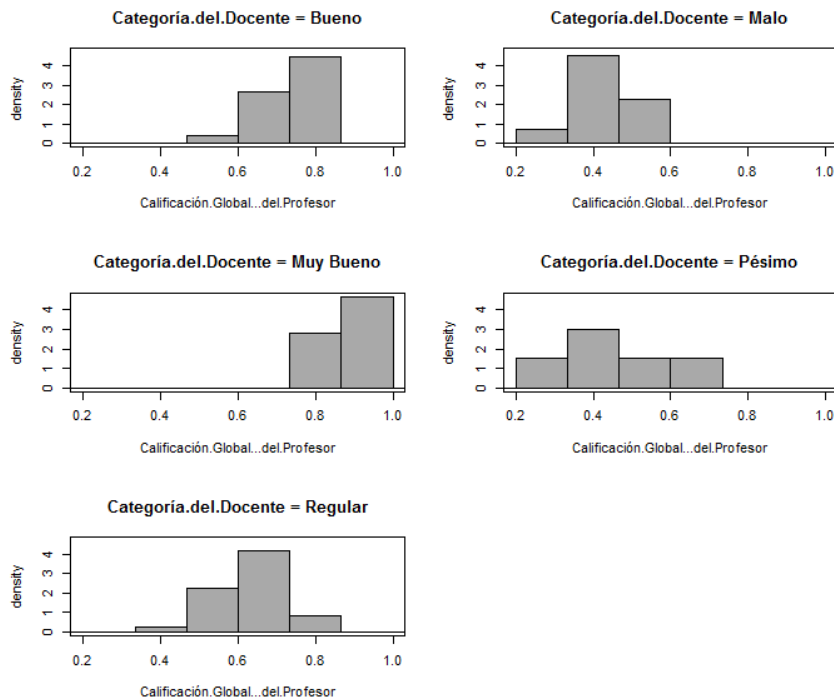 Categoría.del.Docente = Bueno
density
0 1 2 3 4
0.2 0.4 0.6 0.8 1.0
Calificación.Global...del.Profesor
Categoría.del.Docente = Malo
density
0 1 2 3 4
0.2 0.4 0.6 0.8 1.0
Calificación.Global...del.Profesor
Categoría.del.Docente = Muy Bueno
density
0 1 2 3 4
0.2 0.4 0.6 0.8 1.0
Calificación.Global...del.Profesor
Categoría.del.Docente = Pésimo
density
0 1 2 3 4
0.2 0.4 0.6 0.8 1.0
Calificación.Global...del.Profesor
Categoría.del.Docente = Regular
density
0 1 2 3 4
0.2 0.4 0.6 0.8 1.0
Calificación.Global...del.Profesor